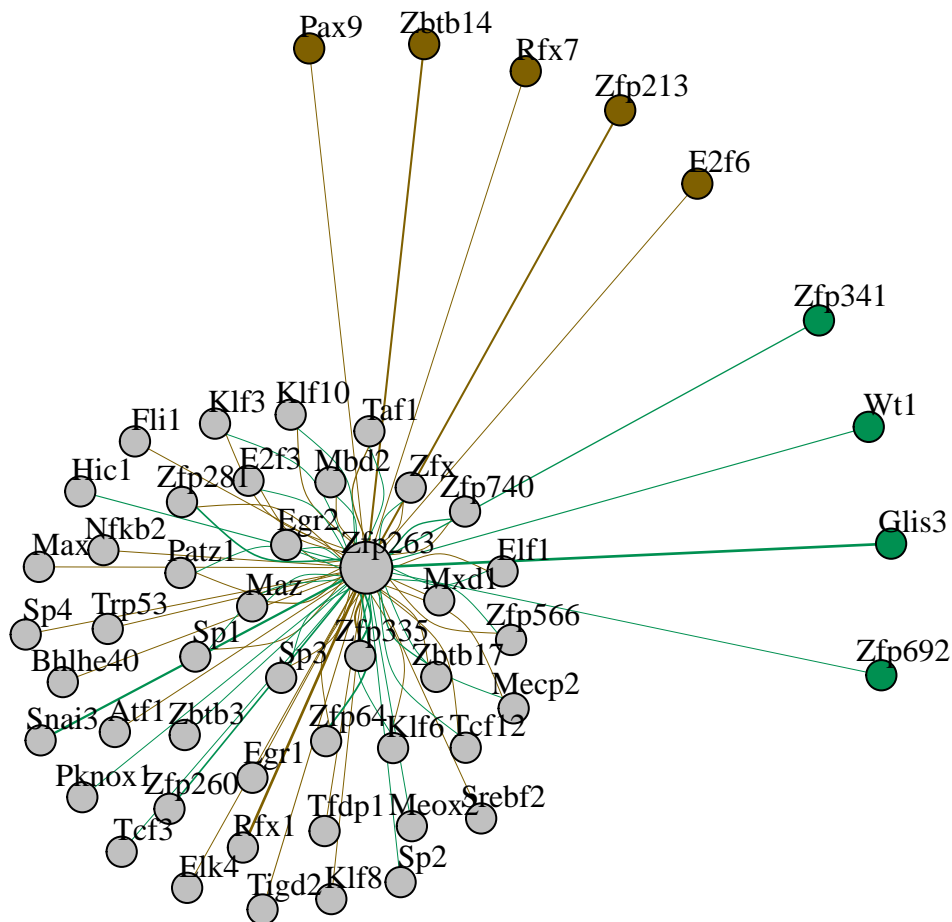 Pax9
Zbtb14
Rfx7
Zfp213
E2f6
Zfp341
Wt1
Glis3
Zfp692
Klf10
Klf3
Taf1
Fli1
E2f3
Mbd2
Zfx
Hic1
Zfp281
Zfp740
Egr2
Nfkb2
Zfp263
Max
Patz1
Elf1
Mxd1
Maz
Sp4
Trp53
Zfp566
Sp1
Zfp335
Bhlhe40
Sp3
Zbtb17
Mecp2
Snai3
Atf1
Zbtb3
Zfp64
Klf6
Tcf12
Egr1
Pknox1
Zfp260
Tfdp1
Meox2
Srebf2
Tcf3
Rfx1
Sp2
Elk4
Tigd2
Klf8